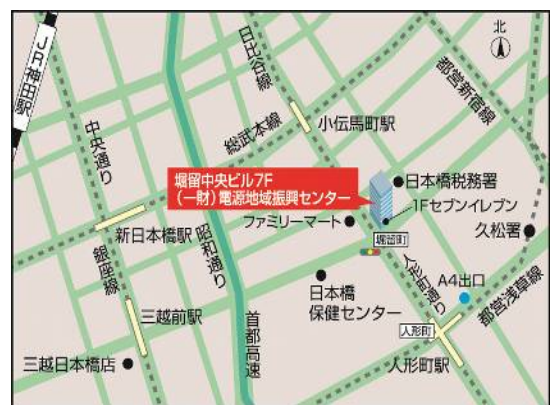 北
JR神田駅
日比谷線
都営新宿線
中央通り
総武本線
小伝馬町駅
堀留中央ビル7F
(一財)電源地域振興センター
日本橋税務署
1Fセブンイレブン
ファミリーマート
堀留町
久松署
新日本橋駅
昭和通り
人形町通り
A4出口
銀座線
日本橋
保健センター
都営浅草線
三越前駅
首都高速
人形町
人形町駅
三越日本橋店